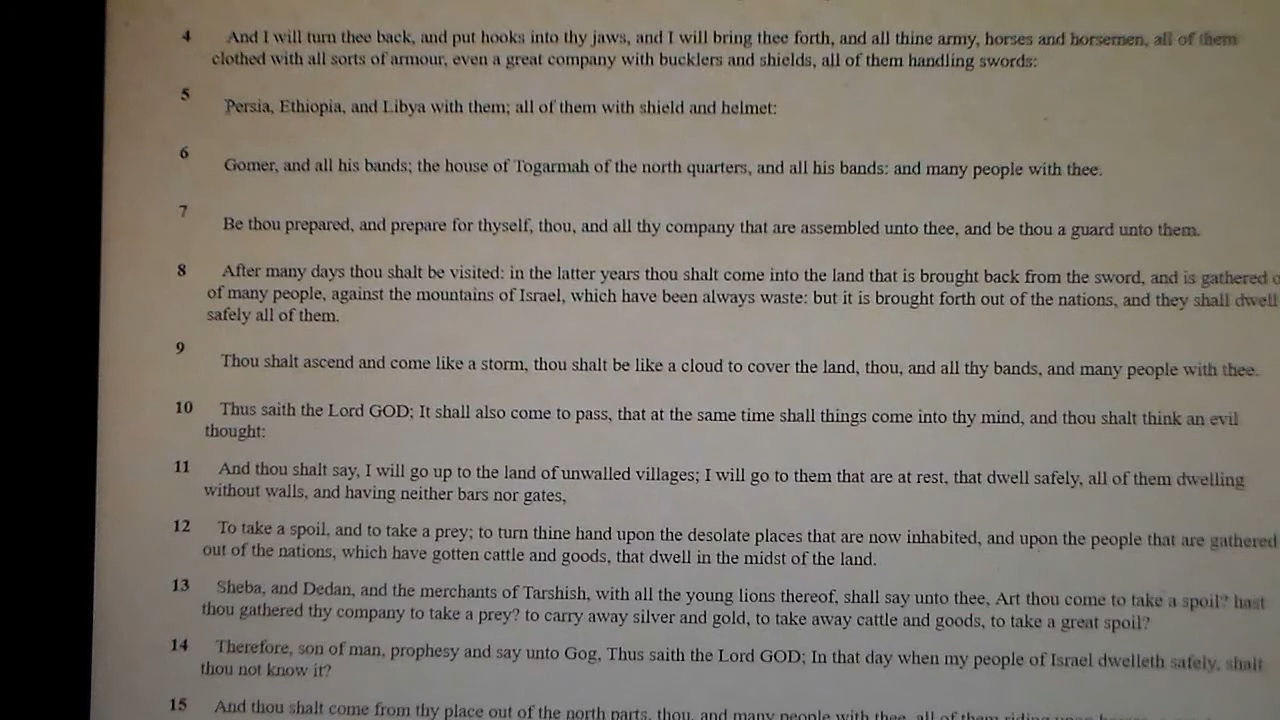 4 And I will turn thee back, and put hooks into thy jaws, and I will bring thee forth, and all thine army, horses and horsemen, all of them
clothed with all sorts of armour, even a great company with bucklers and shields, all of them handling swords:
5 Persia, Ethiopia, and Libya with them; all of them with shield and helmet:
6 Gomer, and all his bands; the house of Togarmah of the north quarters, and all his bands: and many people with thee.
7 Be thou prepared, and prepare for thyself, thou, and all thy company that are assembled unto thee, and be thou a guard unto them.
8 After many days thou shalt be visited: in the latter years thou shalt come into the land that is brought back from the sword, and is gathered
of many people, against the mountains of Israel, which have been always waste: but it is brought forth out of the nations, and they shall dwell
safely all of them.
9 Thou shalt ascend and come like a storm, thou shalt be like a cloud to cover the land, thou, and all thy bands, and many people with thee.
10 Thus saith the Lord GOD; It shall also come to pass, that at the same time shall things come into thy mind, and thou shalt think an evil
thought:
11 And thou shalt say, I will go up to the land of unwalled villages; I will go to them that are at rest, that dwell safely, all of them dwelling
without walls, and having neither bars nor gates,
12 To take a spoil, and to take a prey; to turn thine hand upon the desolate places that are now inhabited, and upon the people that are gathered
out of the nations, which have gotten cattle and goods, that dwell in the midst of the land.
13 Sheba, and Dedan, and the merchants of Tarshish, with all the young lions thereof, shall say unto thee, Art thou come to take a spoil? hast
thou gathered thy company to take a prey? to carry away silver and gold, to take away cattle and goods, to take a great spoil?
14 Therefore, son of man, prophesy and say unto Gog, Thus saith the Lord GOD; In that day when my people of Israel dwelleth safely, shalt
thou not know it?
15 And thou shalt come from thy place out of the north parts, thou, and many people with thee, all of them riding upon